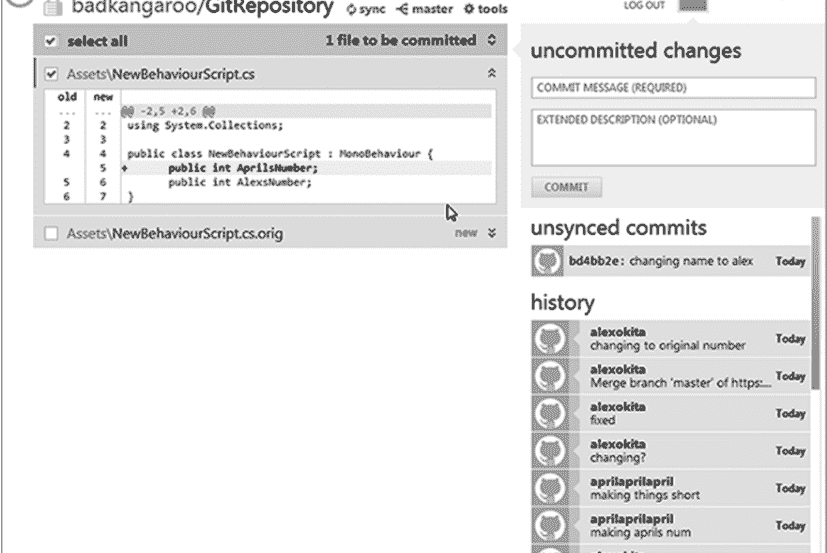 badkangaroo/GitRepository sync master tools
LOG OUT
select all 1 file to be committed
Assets\NewBehaviourScript.cs
old new
... ... @@ -2,5 +2,6 @@
2 2 using System.Collections;
3 3
4 4 public class NewBehaviourScript : MonoBehaviour {
5 + public int AprilsNumber;
5 6 public int AlexsNumber;
6 7 }
Assets\NewBehaviourScript.cs.orig new
uncommitted changes
COMMIT MESSAGE (REQUIRED)
EXTENDED DESCRIPTION (OPTIONAL)
COMMIT
unsynced commits
bd4bb2e: changing name to alex Today
history
alexokita
changing to original number Today
alexokita
Merge branch 'master' of https:... Today
alexokita
fixed Today
alexokita
changing? Today
aprilaprilapril
making things short Today
aprilaprilapril
making aprils num Today